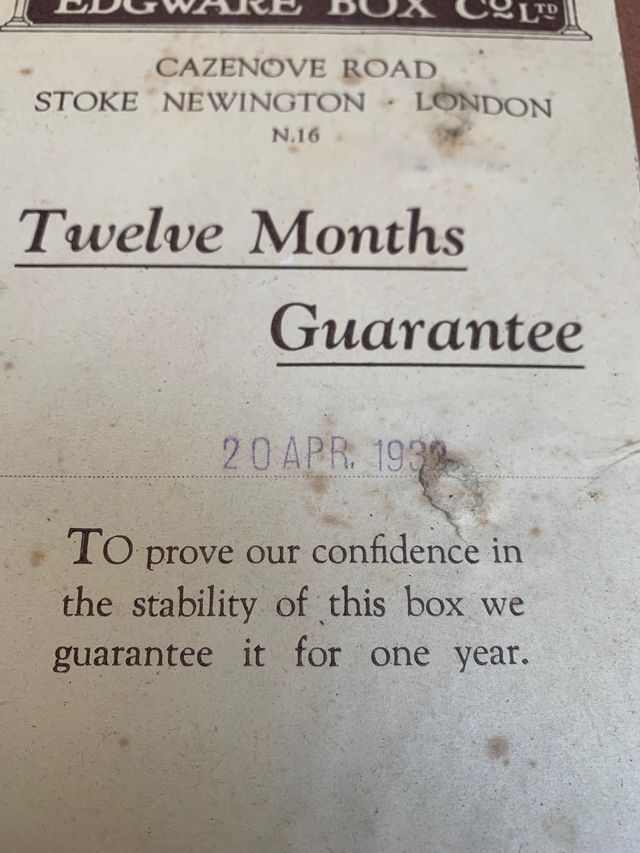 EDGWARE BOX Co LTD
CAZENOVE ROAD
STOKE NEWINGTON · LONDON
N.16
Twelve Months
Guarantee
20 APR. 193
TO prove our confidence in
the stability of this box we
guarantee it for one year.